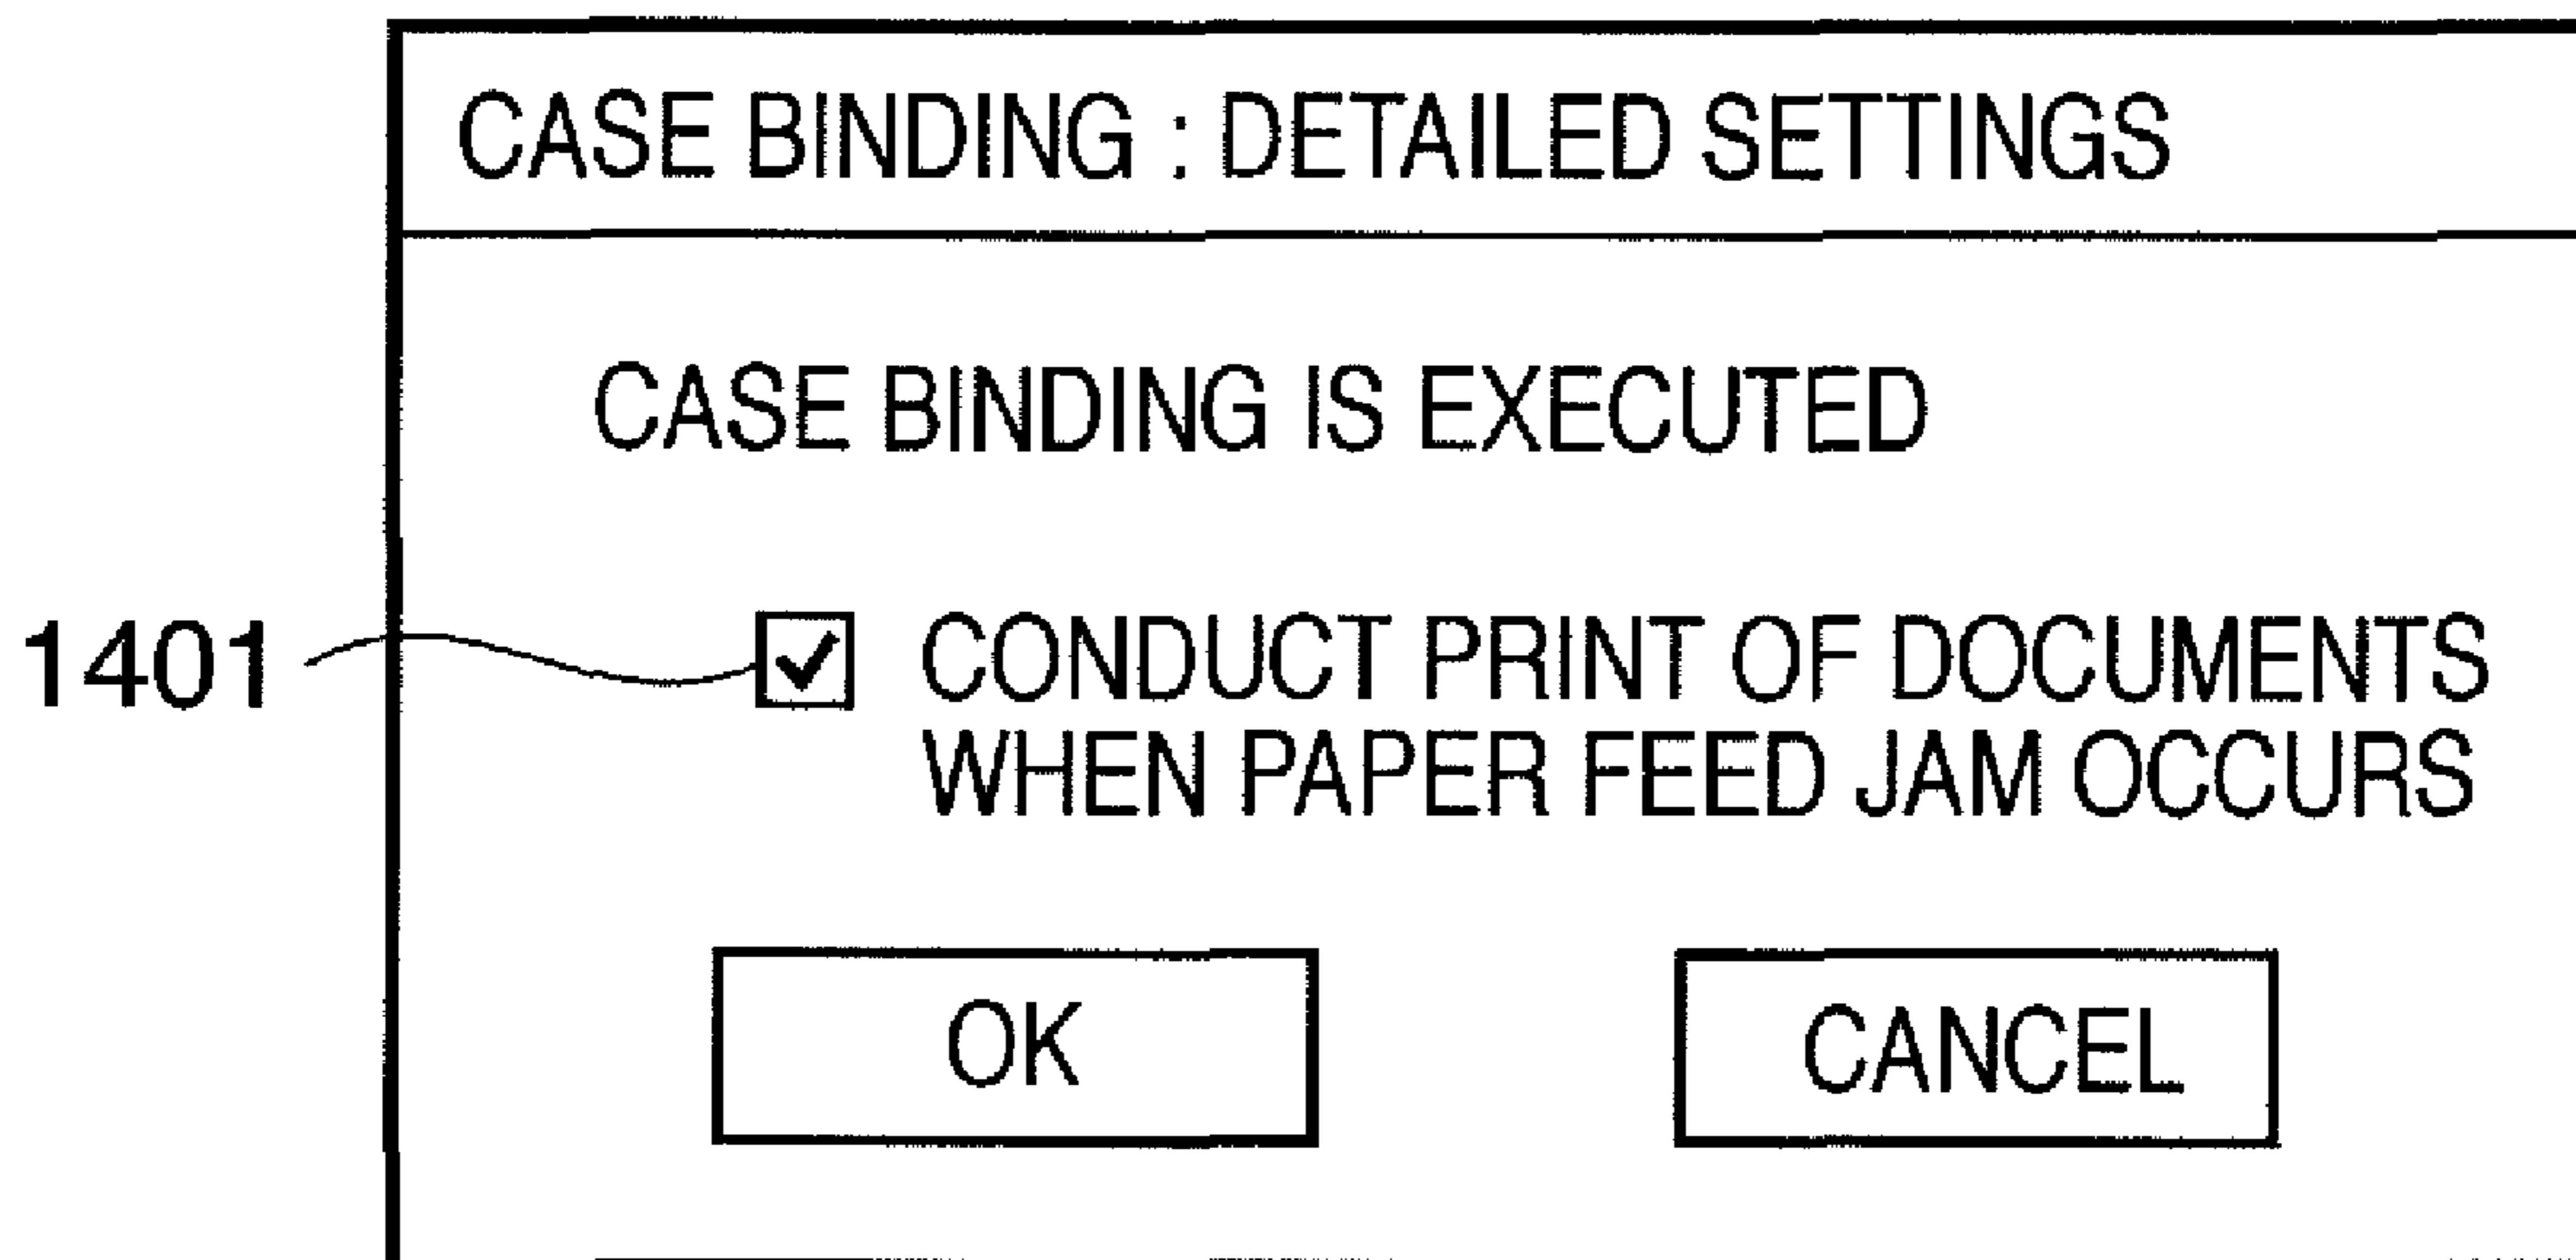 CASE BINDING : DETAILED SETTINGS
CASE BINDING IS EXECUTED
1401
CONDUCT PRINT OF DOCUMENTS
WHEN PAPER FEED JAM OCCURS
OK
CANCEL